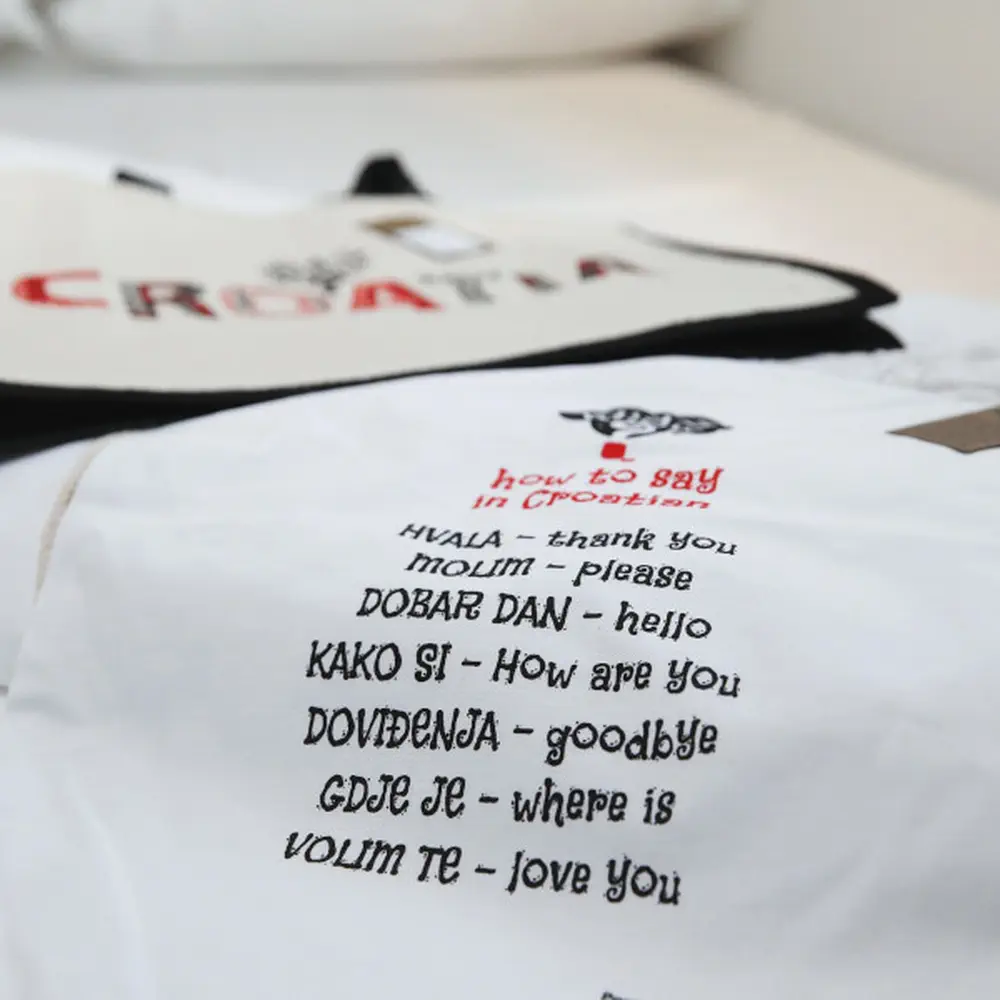 CROATIA
how to say
in Croatian
HVALA - thank you
MOLIM - please
DOBAR DAN - hello
KAKO SI - How are you
DOVIĐENJA - goodbye
GDJE JE - where is
VOLIM TE - love you